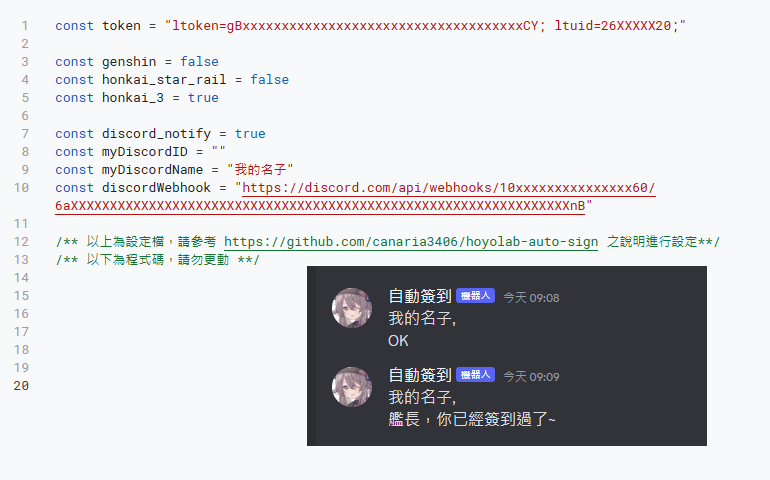 1 const token = "ltoken=gBxxxxxxxxxxxxxxxxxxxxxxxxxxxxxxxxxxxxCY; ltuid=26XXXXX20;"
2
3 const genshin = false
4 const honkai_star_rail = false
5 const honkai_3 = true
6
7 const discord_notify = true
8 const myDiscordID = ""
9 const myDiscordName = "我的名子"
10 const discordWebhook = "https://discord.com/api/webhooks/10xxxxxxxxxxxxxxx60/
6aXXXXXXXXXXXXXXXXXXXXXXXXXXXXXXXXXXXXXXXXXXXXXXXXXXXXXXXXXXXXXXXXnB"
11
12 /** 以上為設定檔，請參考 https://github.com/canaria3406/hoyolab-auto-sign 之說明進行設定**/
13 /** 以下為程式碼，請勿更動 **/
14
15
16
17
18
19
20
自動簽到 機器人 今天 09:08
我的名子,
OK
自動簽到 機器人 今天 09:09
我的名子,
艦長，你已經簽到過了~